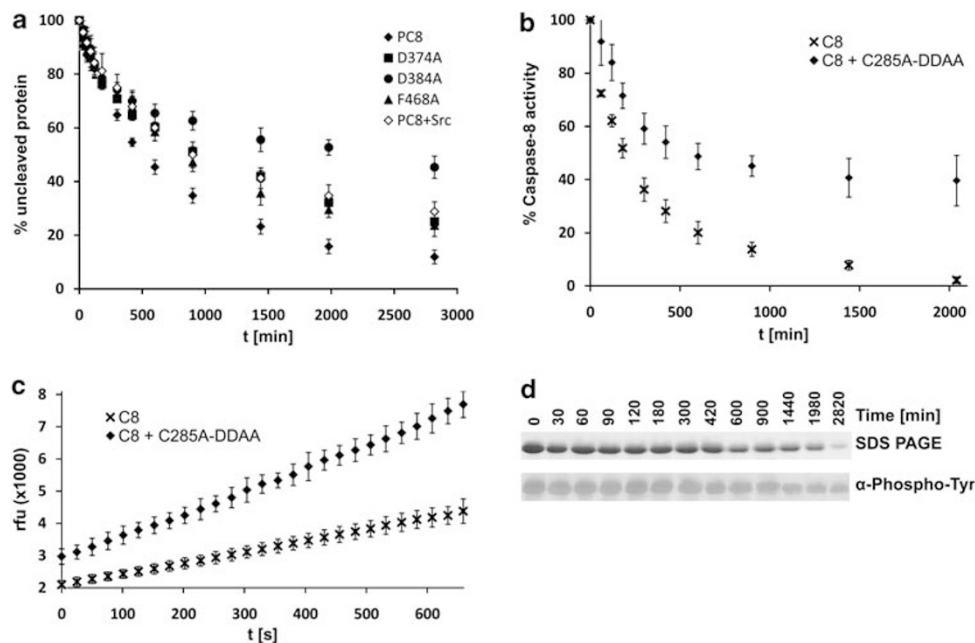 a
% uncleaved protein
100
80
60
40
20
0
0 500 1000 1500 2000 2500 3000
t [min]
PC8
D374A
D384A
F468A
PC8+Src
b
% Caspase-8 activity
100
80
60
40
20
0
0 500 1000 1500 2000
t [min]
C8
C8 + C285A-DDAA
c
rfu (x1000)
8
7
6
5
4
3
2
0 100 200 300 400 500 600
t [s]
C8
C8 + C285A-DDAA
d
0 30 60 90 120 180 300 420 600 900 1440 1980 2820 Time [min]
SDS PAGE
α-Phospho-Tyr